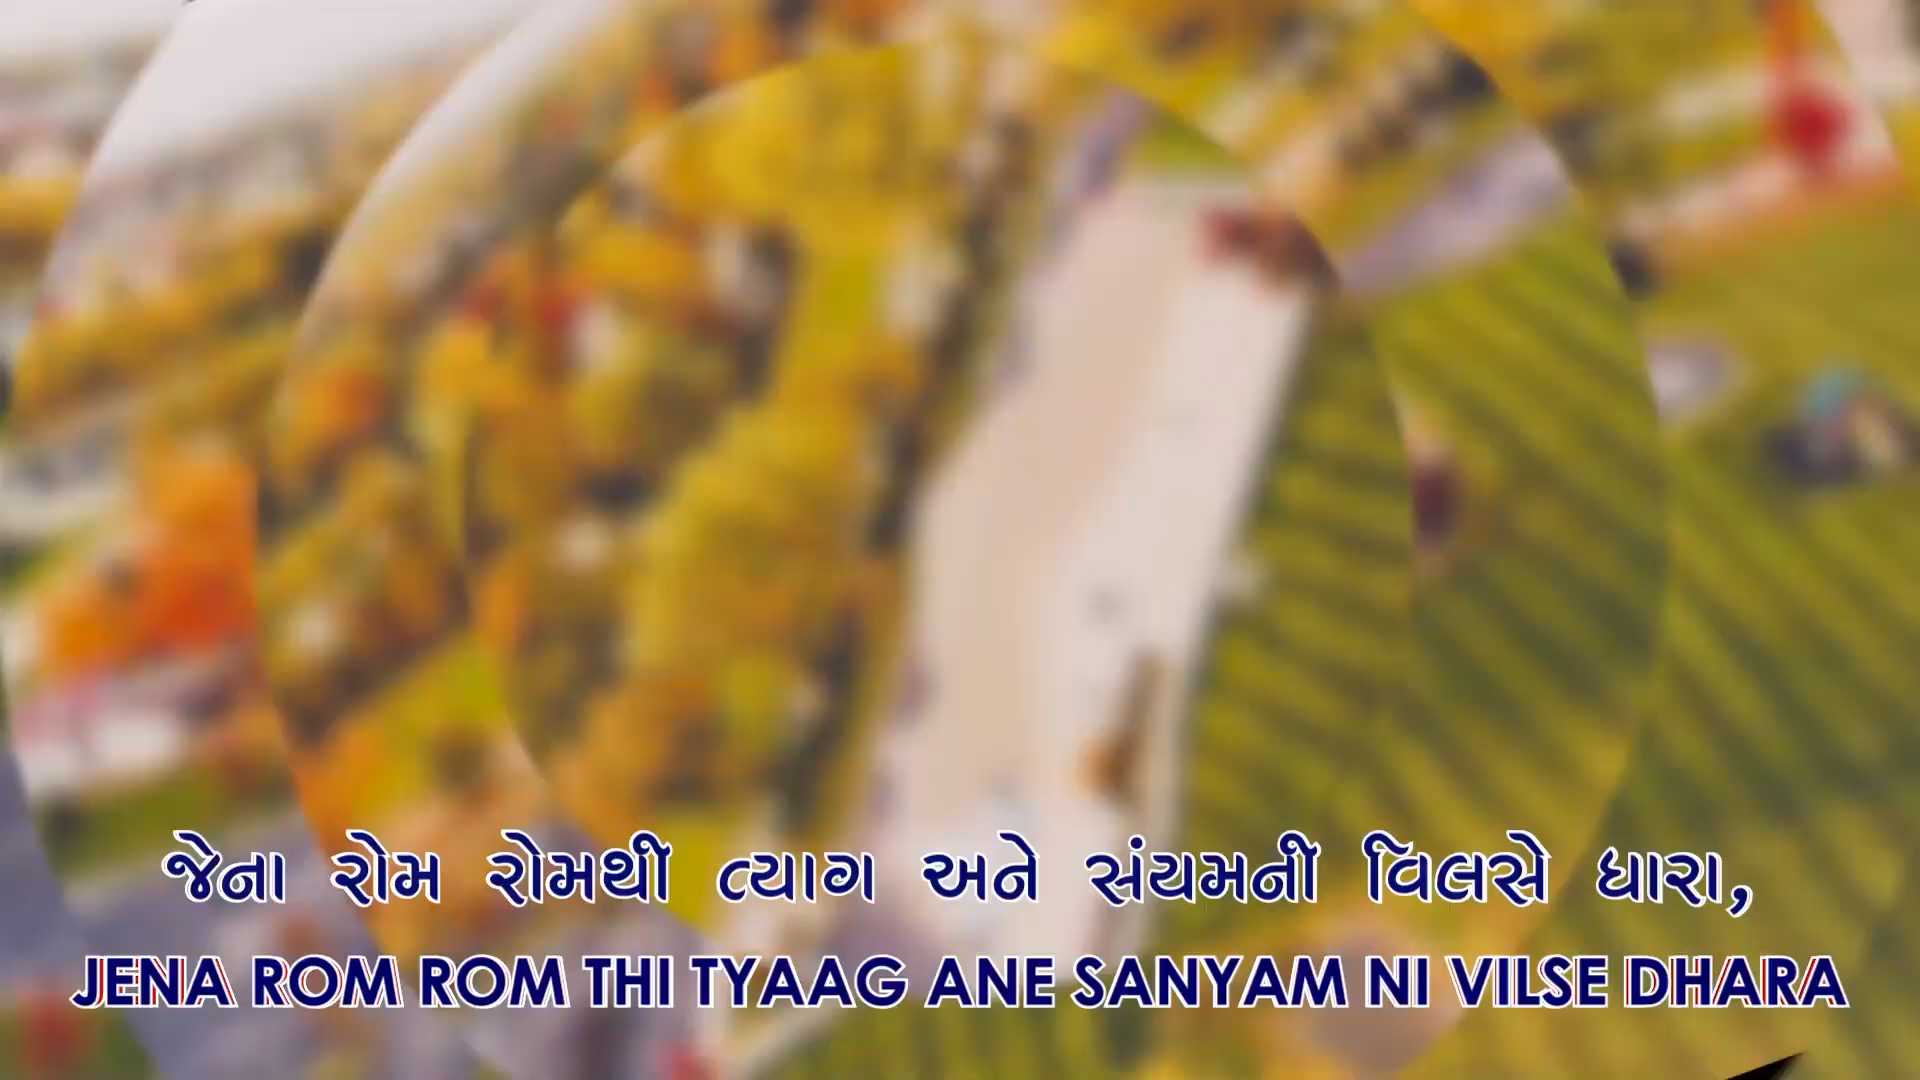 જેના રોમ રોમથી ત્યાગ અને સંયમની વિલસે ધારા,
JENA ROM ROM THI TYAAG ANE SANYAM NI VILSE DHARA